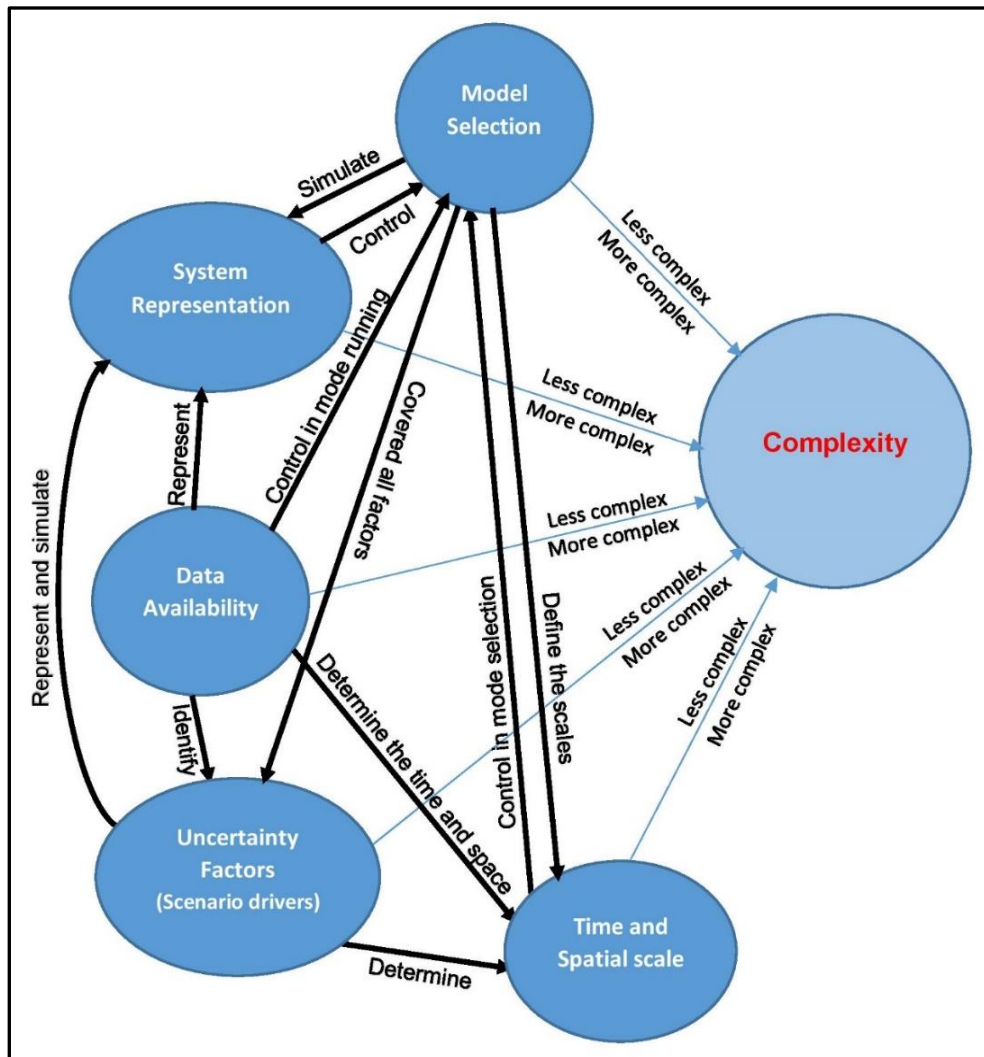 Model
Selection
Simulate
Control
System
Representation
Less complex
More complex
Less complex
More complex
Complexity
Control in mode running
Covered all factors
Represent
Represent and simulate
Less complex
More complex
Data
Availability
Less complex
More complex
Control in mode selection
Define the scales
Determine the time and space
Identify
Less complex
More complex
Uncertainty
Factors
(Scenario drivers)
Determine
Time and
Spatial scale